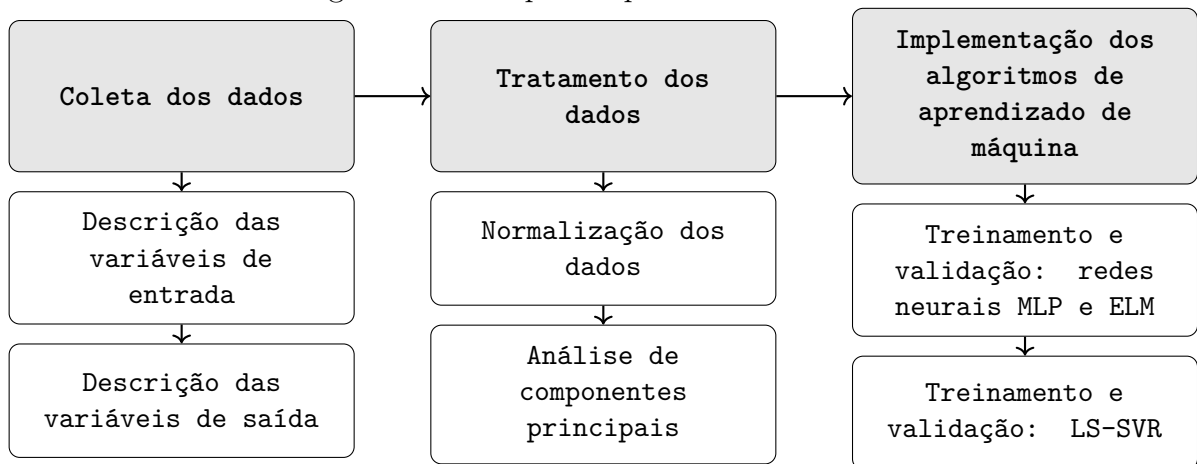 Coleta dos dados
Descrição das
variáveis de
entrada
Descrição das
variáveis de saída
Tratamento dos
dados
Normalização dos
dados
Análise de
componentes
principais
Implementação dos
algoritmos de
aprendizado de
máquina
Treinamento e
validação: redes
neurais MLP e ELM
Treinamento e
validação: LS-SVR